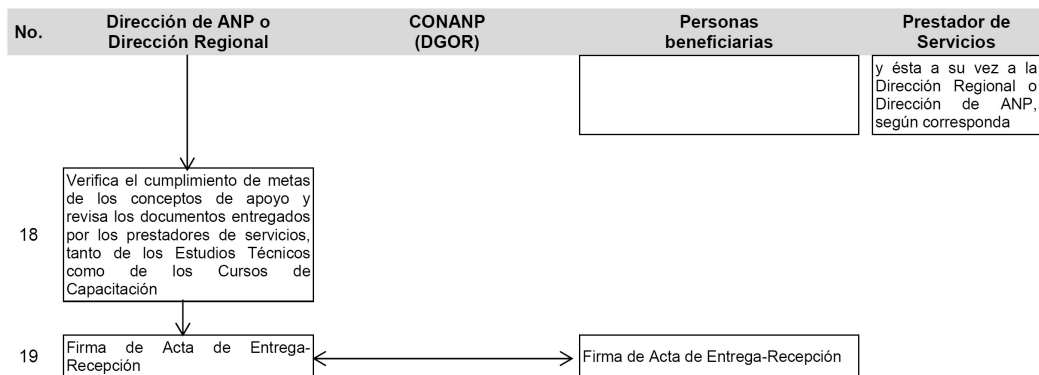 No.
Dirección de ANP o
Dirección Regional
CONANP
(DGOR)
Personas
beneficiarias
Prestador de
Servicios
y ésta a su vez a la
Dirección Regional o
Dirección de ANP,
según corresponda
18
Verifica el cumplimiento de metas
de los conceptos de apoyo y
revisa los documentos entregados
por los prestadores de servicios,
tanto de los Estudios Técnicos
como de los Cursos de
Capacitación
19
Firma de Acta de Entrega-
Recepción
Firma de Acta de Entrega-Recepción